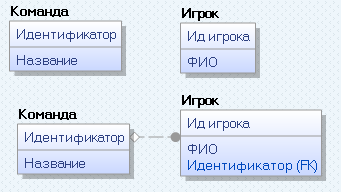 Команда
Игрок
Идентификатор
Название
Ид игрока
ФИО
Команда
Игрок
Идентификатор
Название
Ид игрока
ФИО
Идентификатор (FK)